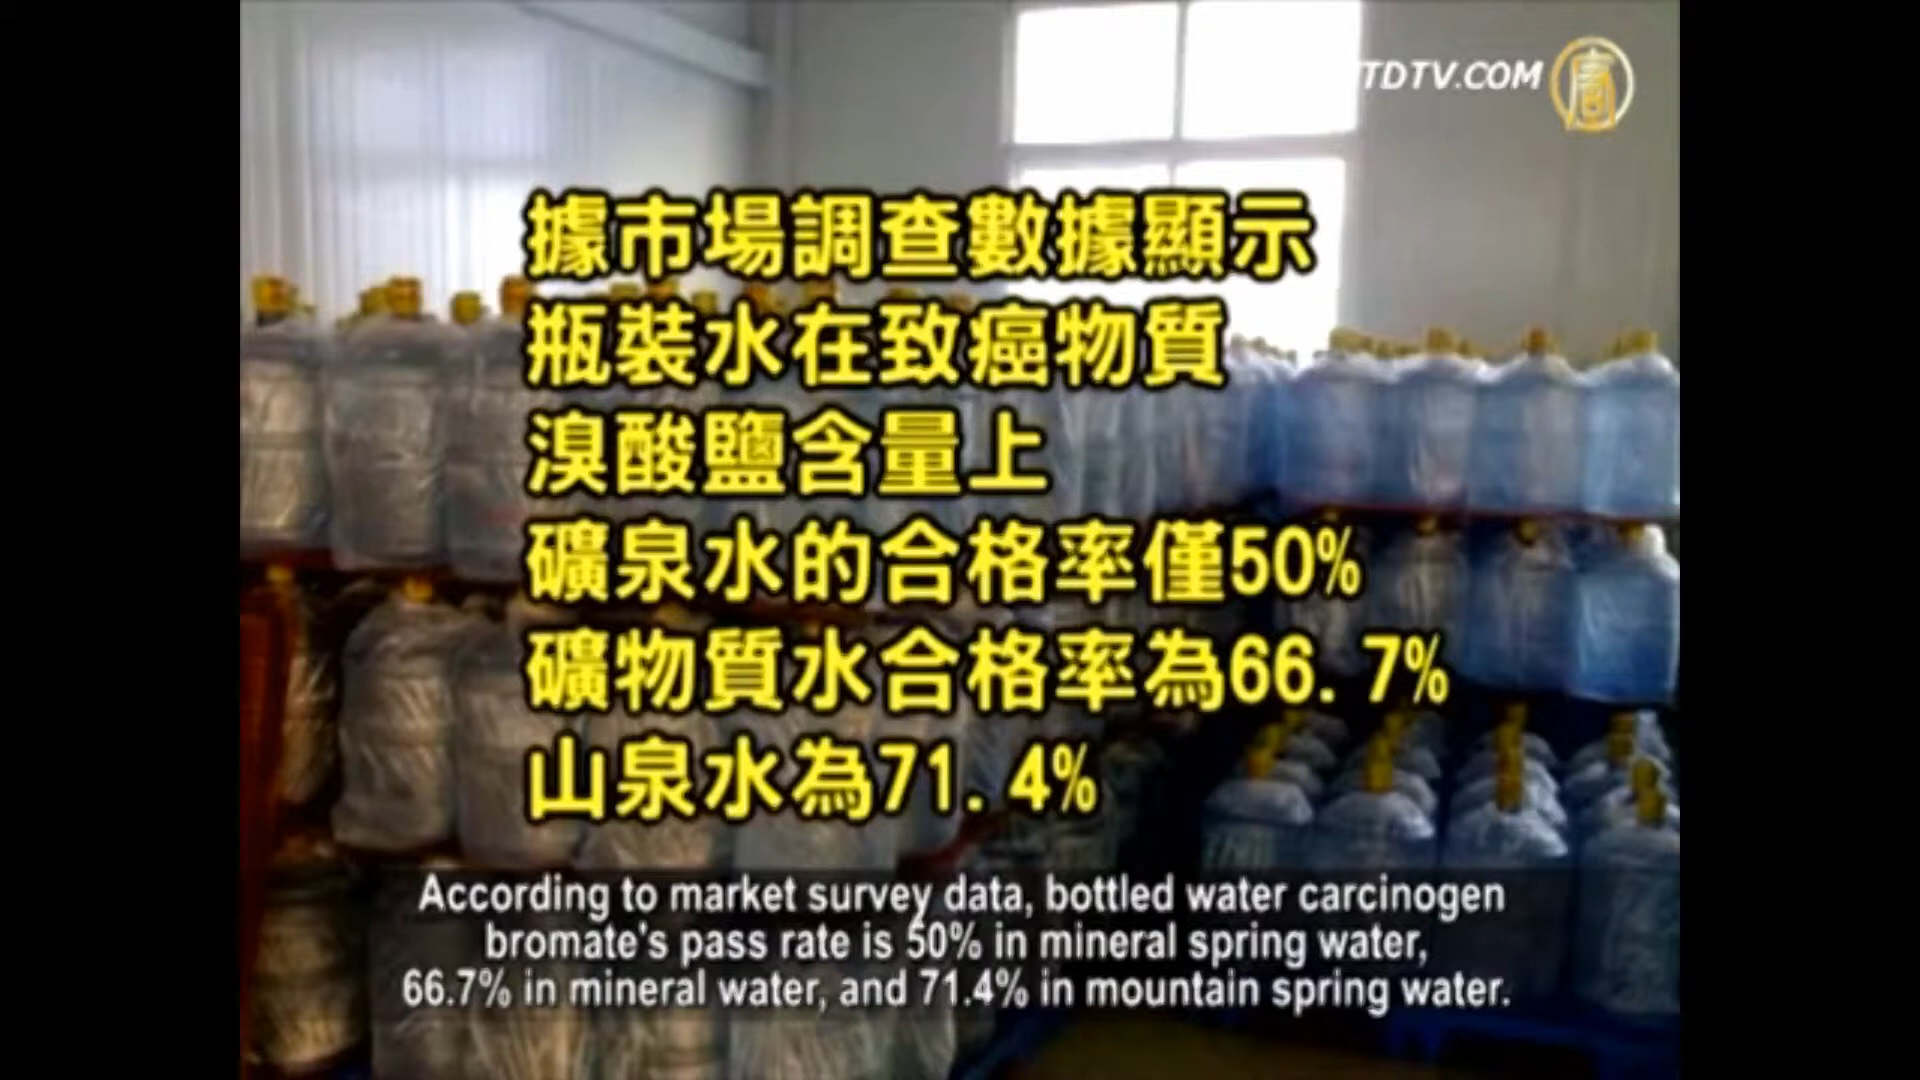 TDTV.COM
據市場調查數據顯示
瓶裝水在致癌物質
溴酸鹽含量上
礦泉水的合格率僅50%
礦物質水合格率為66.7%
山泉水為71.4%
According to market survey data, bottled water carcinogen
bromate's pass rate is 50% in mineral spring water,
66.7% in mineral water, and 71.4% in mountain spring water.